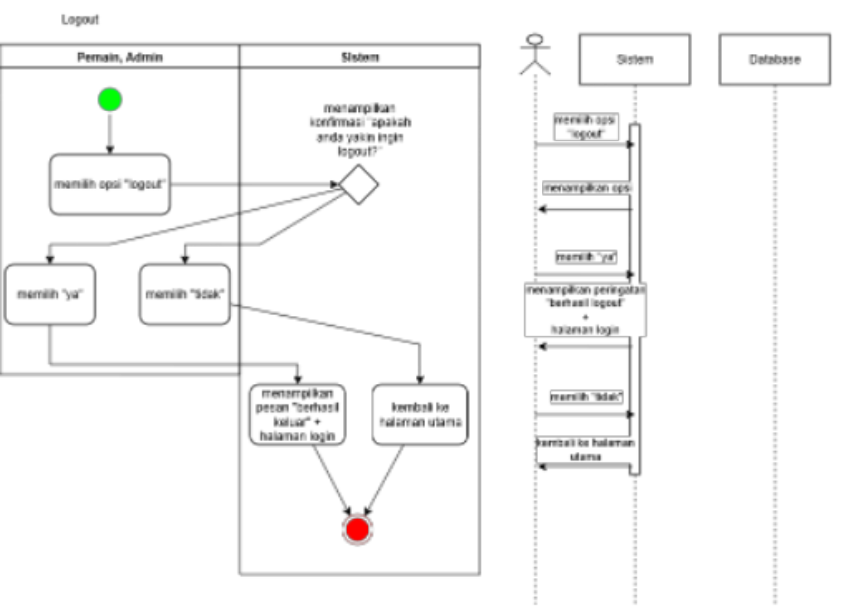 Logout
Pemain, Admin
Sistem
menampilkan
konfirmasi "apakah
anda yakin ingin
logout?"
memilih opsi "logout"
memilih "ya"
memilih "tidak"
menampilkan
pesan "berhasil
keluar" +
halaman login
kembali ke
halaman utama
Sistem
Database
memilih opsi
"logout"
menampilkan opsi
memilih "ya"
menampilkan peringatan
"berhasil logout"
+
halaman login
memilih "tidak"
kembali ke halaman
utama